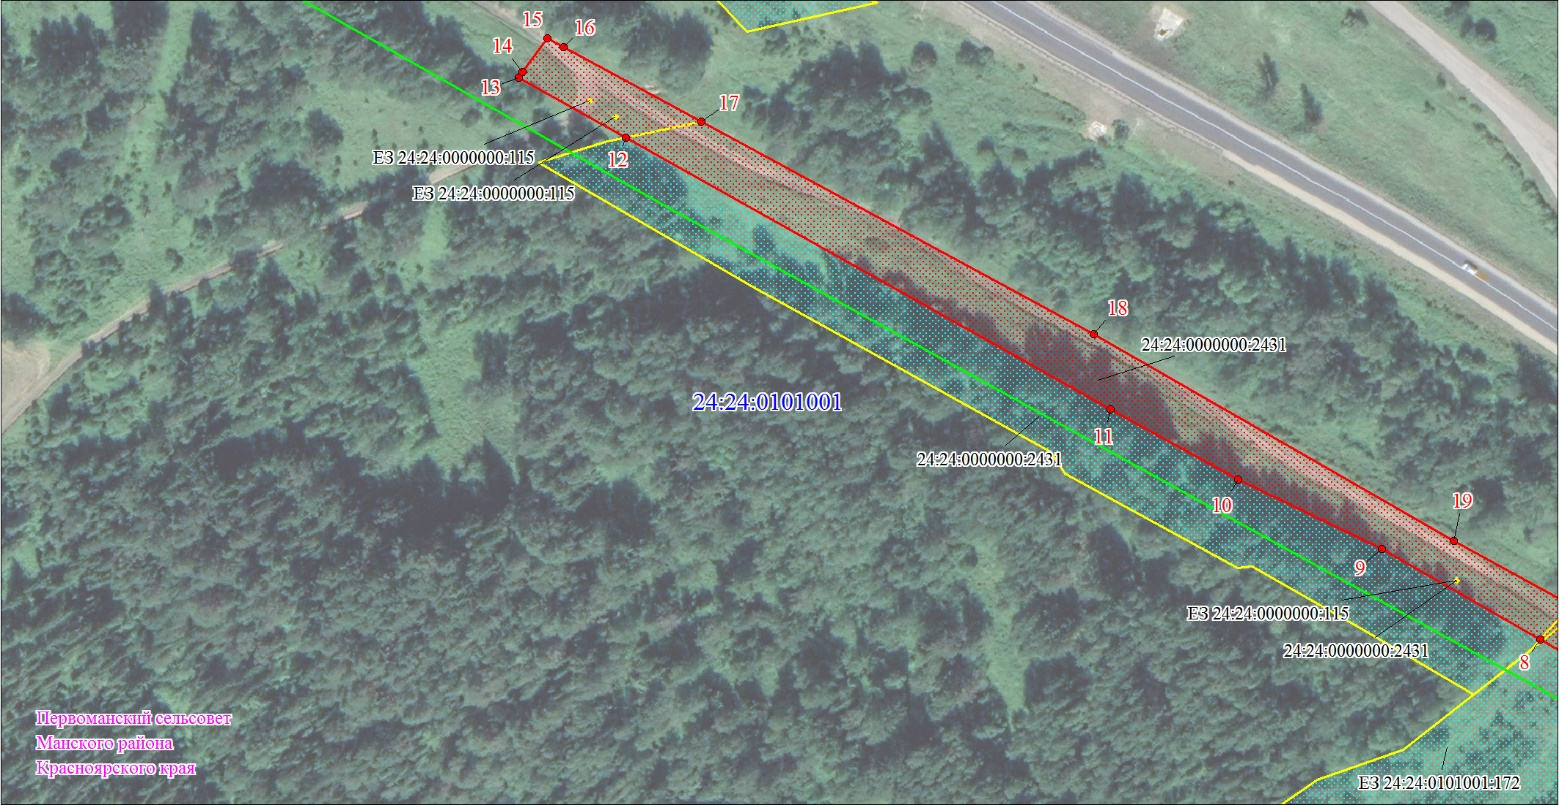 15
16
14
13
17
ЕЗ 24:24:0000000:115
12
ЕЗ 24:24:0000000:115
18
24:24:0000000:2431
24:24:0101001
11
24:24:0000000:2431
10
19
9
ЕЗ 24:24:0000000:115
24:24:0000000:2431
8
Первоманский сельсовет
Манского района
Красноярского края
ЕЗ 24:24:0101001:172